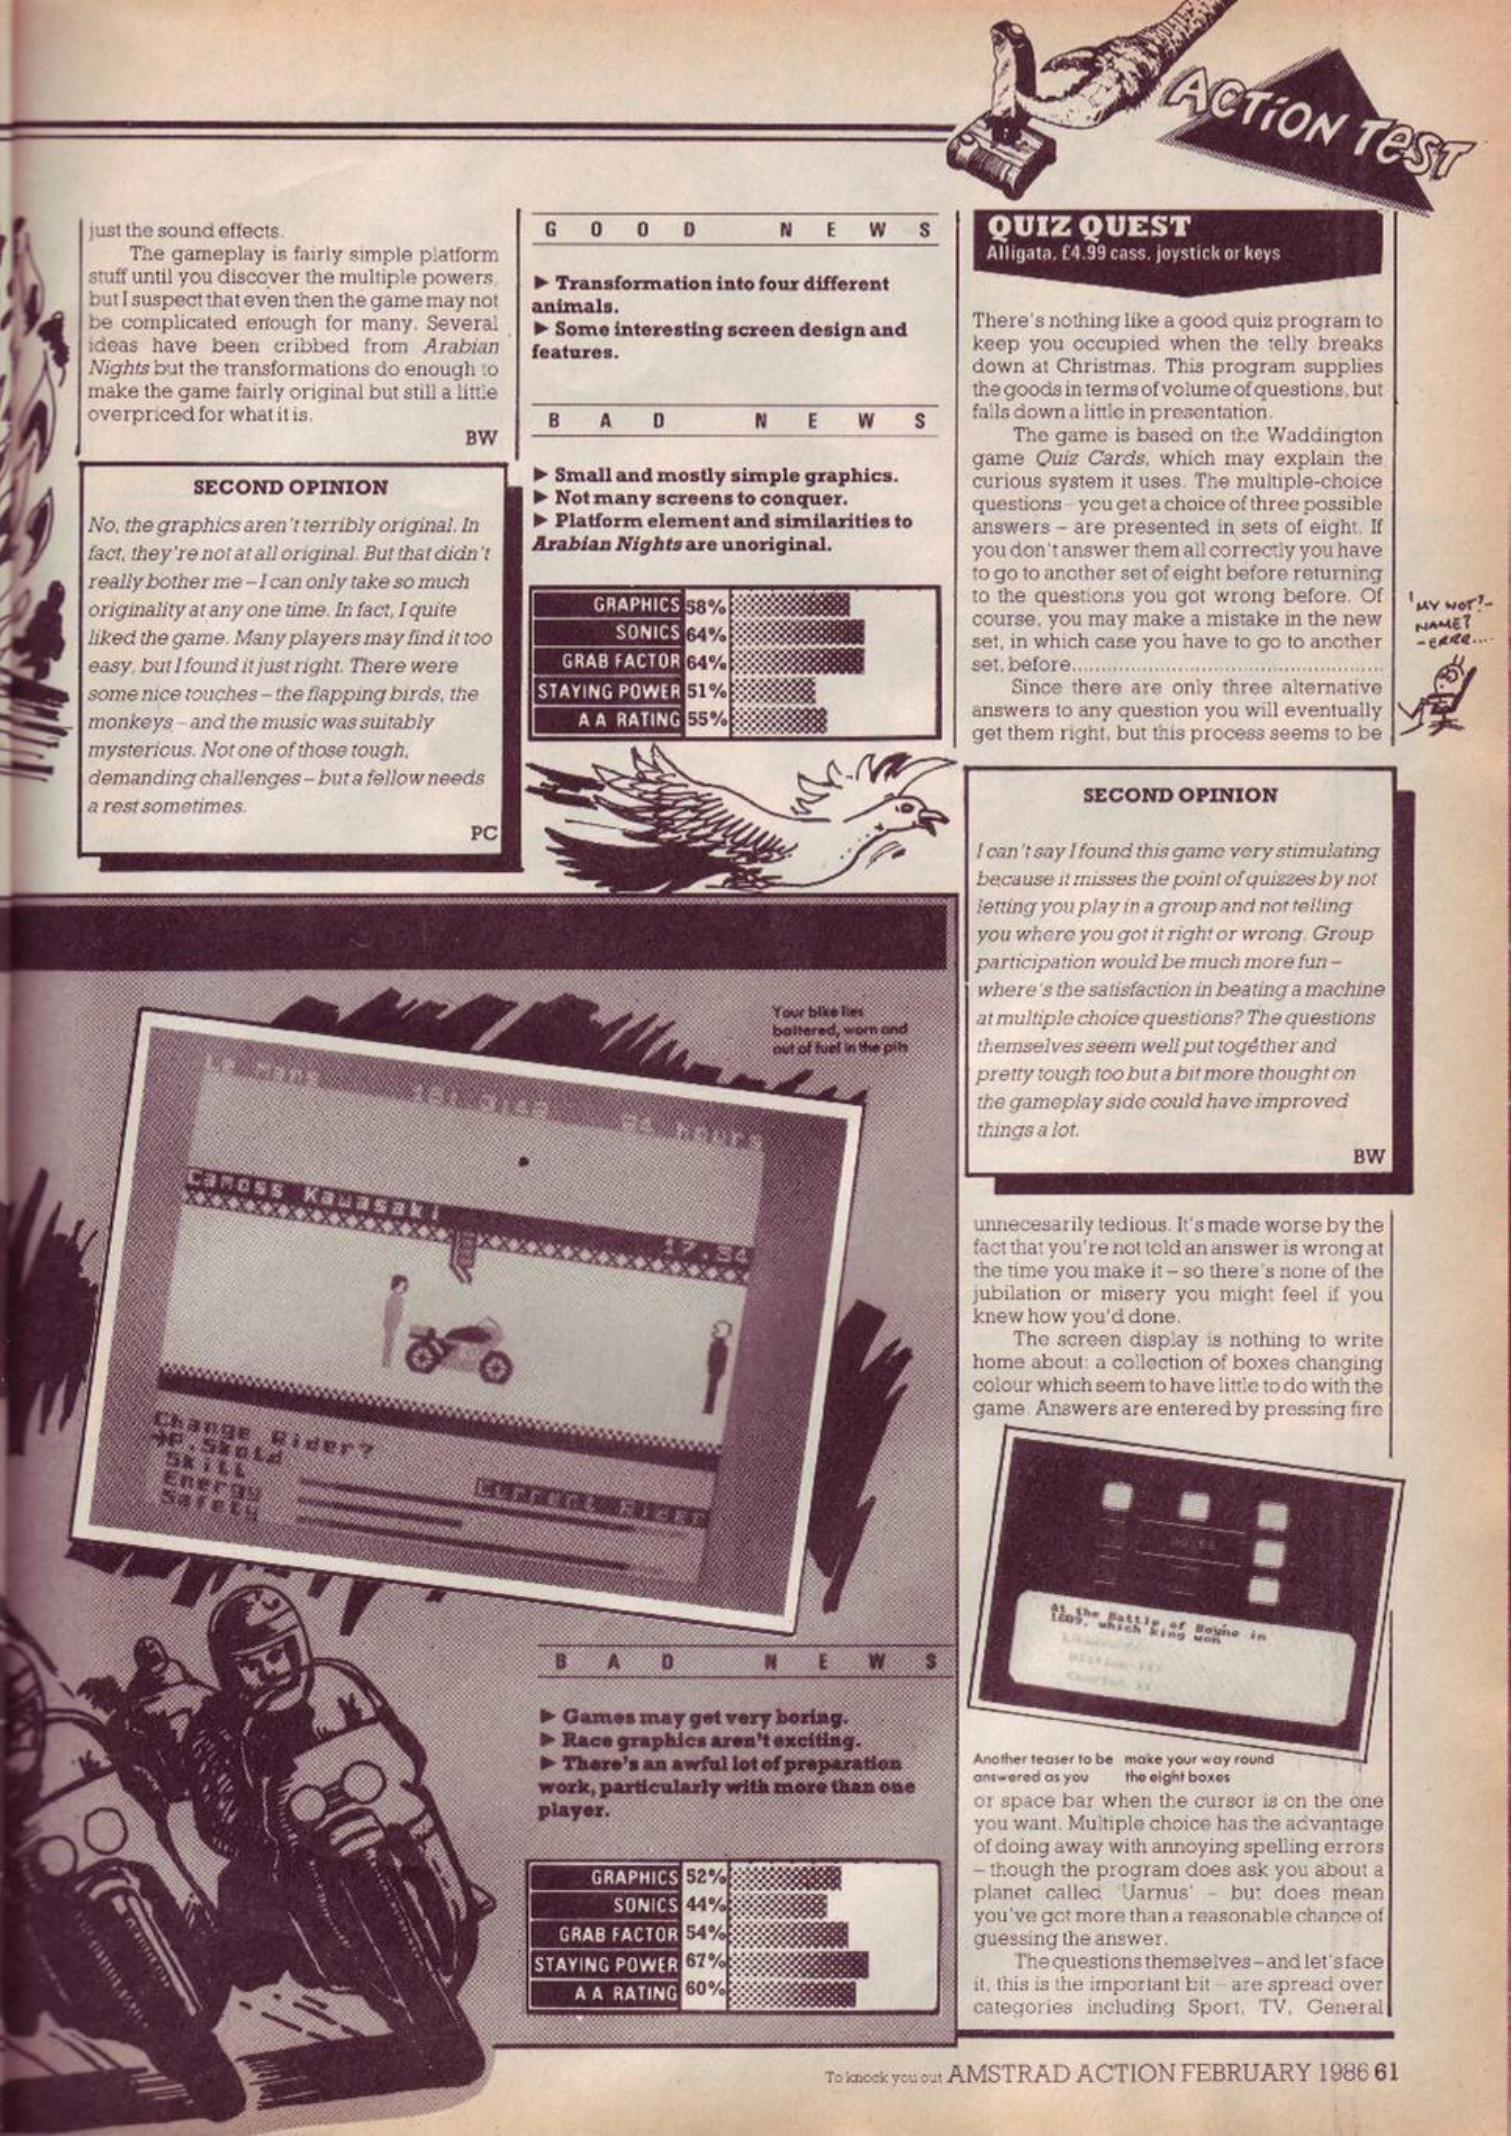 ACTION TEST
just the sound effects.
The gameplay is fairly simple platform
stuff until you discover the multiple powers,
but I suspect that even then the game may not
be complicated enough for many. Several
ideas have been cribbed from Arabian
Nights but the transformations do enough to
make the game fairly original but still a little
overpriced for what it is.
BW
SECOND OPINION
No, the graphics aren't terribly original. In
fact, they're not at all original. But that didn't
really bother me – I can only take so much
originality at any one time. In fact, I quite
liked the game. Many players may find it too
easy, but I found it just right. There were
some nice touches – the flapping birds, the
monkeys – and the music was suitably
mysterious. Not one of those tough,
demanding challenges – but a fellow needs
a rest sometimes.
PC
GOOD NEWS
▶ Transformation into four different
animals.
▶ Some interesting screen design and
features.
BAD NEWS
▶ Small and mostly simple graphics.
▶ Not many screens to conquer.
▶ Platform element and similarities to
Arabian Nights are unoriginal.
GRAPHICS 58%
SONICS 64%
GRAB FACTOR 64%
STAYING POWER 51%
A A RATING 55%
Your bike lies
battered, worn and
out of fuel in the pits
Le Mans
24 hours
Camoss Kawasaki
17.54
Change Rider?
P.Skold
Skill
Energy
Safety
Current Rider
BAD NEWS
▶ Games may get very boring.
▶ Race graphics aren't exciting.
▶ There's an awful lot of preparation
work, particularly with more than one
player.
GRAPHICS 52%
SONICS 44%
GRAB FACTOR 54%
STAYING POWER 67%
A A RATING 60%
QUIZ QUEST
Alligata, £4.99 cass, joystick or keys
There's nothing like a good quiz program to
keep you occupied when the telly breaks
down at Christmas. This program supplies
the goods in terms of volume of questions, but
falls down a little in presentation.
The game is based on the Waddington
game Quiz Cards, which may explain the
curious system it uses. The multiple-choice
questions – you get a choice of three possible
answers – are presented in sets of eight. If
you don't answer them all correctly you have
to go to another set of eight before returning
to the questions you got wrong before. Of
course, you may make a mistake in the new
set, in which case you have to go to another
set, before..........................................................
Since there are only three alternative
answers to any question you will eventually
get them right, but this process seems to be
MY WOT?–
NAME?
– ERRR....
SECOND OPINION
I can't say I found this game very stimulating
because it misses the point of quizzes by not
letting you play in a group and not telling
you where you got it right or wrong. Group
participation would be much more fun –
where's the satisfaction in beating a machine
at multiple choice questions? The questions
themselves seem well put together and
pretty tough too but a bit more thought on
the gameplay side could have improved
things a lot.
BW
unnecesarily tedious. It's made worse by the
fact that you're not told an answer is wrong at
the time you make it – so there's none of the
jubilation or misery you might feel if you
knew how you'd done.
The screen display is nothing to write
home about: a collection of boxes changing
colour which seem to have little to do with the
game. Answers are entered by pressing fire
At the Battle of Boyne in
1689, which king won
Another teaser to be
answered as you
make your way round
the eight boxes
or space bar when the cursor is on the one
you want. Multiple choice has the advantage
of doing away with annoying spelling errors
– though the program does ask you about a
planet called 'Uarnus' – but does mean
you've got more than a reasonable chance of
guessing the answer.
The questions themselves – and let's face
it, this is the important bit – are spread over
categories including Sport, TV, General
To knock you out AMSTRAD ACTION FEBRUARY 1986 61